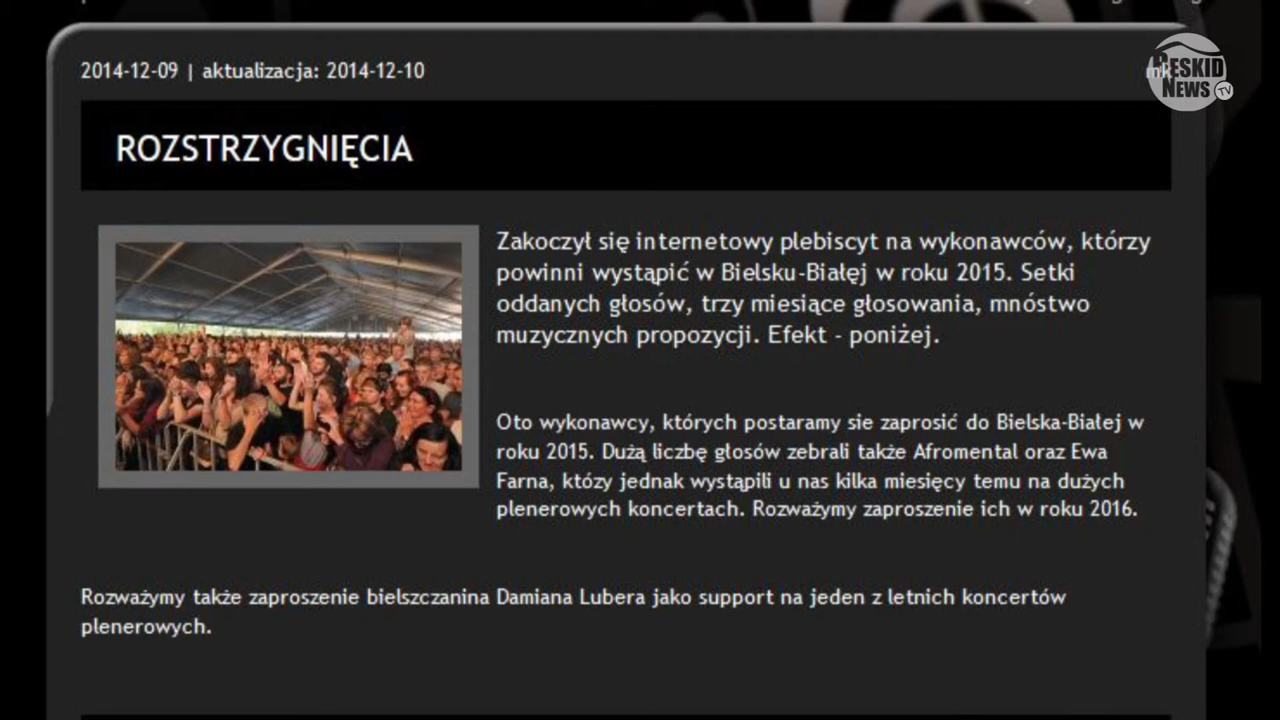 2014-12-09 | aktualizacja: 2014-12-10
BESKID
NEWS TV
ROZSTRZYGNIĘCIA
Zakoczył się internetowy plebiscyt na wykonawców, którzy
powinni wystąpić w Bielsku-Białęj w roku 2015. Setki
oddanych głosów, trzy miesiące głosowania, mnóstwo
muzycznych propozycji. Efekt - poniżej.
Oto wykonawcy, których postaramy sie zaprosić do Bielska-Białej w
roku 2015. Dużą liczbę głosów zebrali także Afromental oraz Ewa
Farna, któzy jednak wystąpili u nas kilka miesięcy temu na dużych
plenerowych koncertach. Rozważymy zaproszenie ich w roku 2016.
Rozważymy także zaproszenie bielszczanina Damiana Lubera jako support na jeden z letnich koncertów
plenerowych.